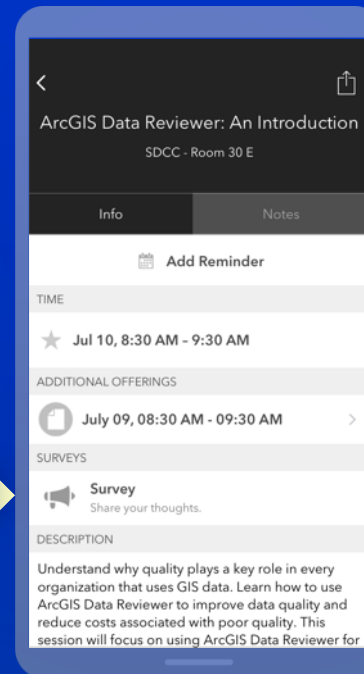 ArcGIS Data Reviewer: An Introduction
SDCC - Room 30 E
Info
Notes
Add Reminder
TIME
Jul 10, 8:30 AM – 9:30 AM
ADDITIONAL OFFERINGS
July 09, 08:30 AM - 09:30 AM
SURVEYS
Survey
Share your thoughts.
DESCRIPTION
Understand why quality plays a key role in every
organization that uses GIS data. Learn how to use
ArcGIS Data Reviewer to improve data quality and
reduce costs associated with poor quality. This
session will focus on using ArcGIS Data Reviewer for